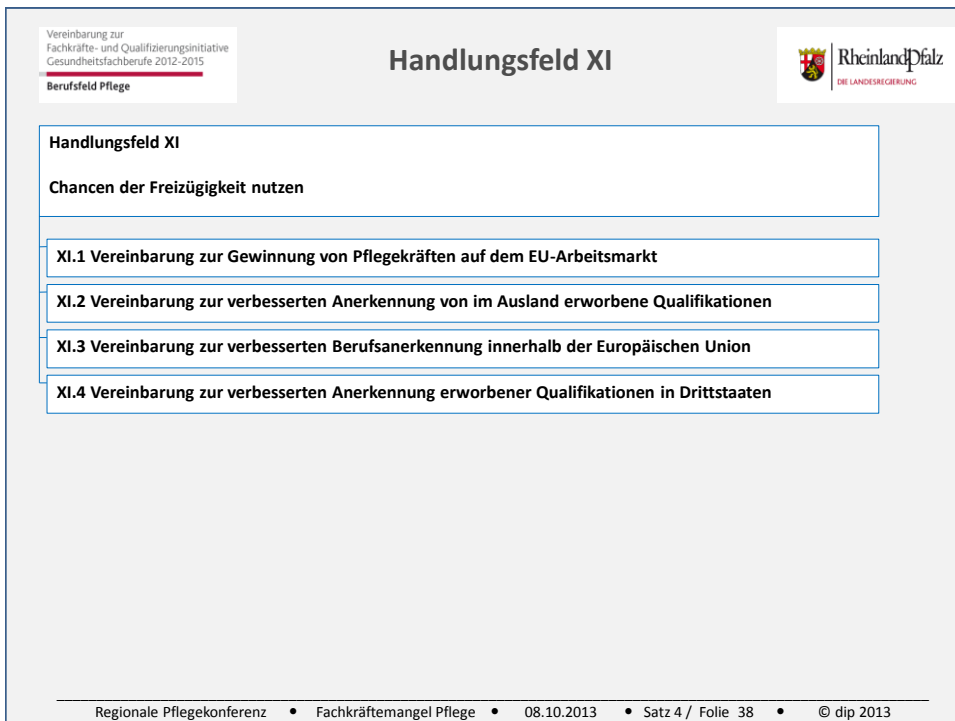 Vereinbarung zur
Fachkräfte- und Qualifizierungsinitiative
Gesundheitsfachberufe 2012-2015
Berufsfeld Pflege
Handlungsfeld XI
RheinlandPfalz
DIE LANDESREGIERUNG
Handlungsfeld XI
Chancen der Freizügigkeit nutzen
XI.1 Vereinbarung zur Gewinnung von Pflegekräften auf dem EU-Arbeitsmarkt
XI.2 Vereinbarung zur verbesserten Anerkennung von im Ausland erworbene Qualifikationen
XI.3 Vereinbarung zur verbesserten Berufsanerkennung innerhalb der Europäischen Union
XI.4 Vereinbarung zur verbesserten Anerkennung erworbener Qualifikationen in Drittstaaten
Regionale Pflegekonferenz • Fachkräftemangel Pflege • 08.10.2013 • Satz 4 / Folie 38 • © dip 2013